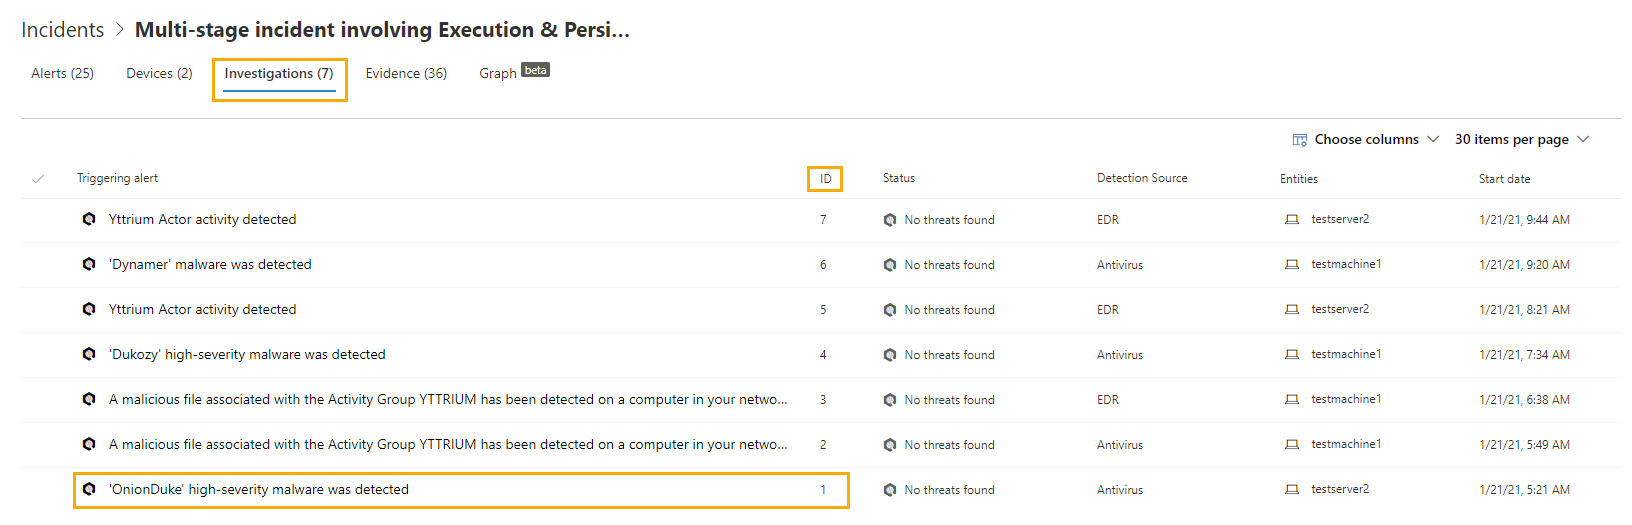 Incidents > Multi-stage incident involving Execution & Persi...
Alerts (25) Devices (2) Investigations (7) Evidence (36) Graph beta
Choose columns 30 items per page
Triggering alert ID Status Detection Source Entities Start date
Yttrium Actor activity detected 7 No threats found EDR testserver2 1/21/21, 9:44 AM
'Dynamer' malware was detected 6 No threats found Antivirus testmachine1 1/21/21, 9:20 AM
Yttrium Actor activity detected 5 No threats found EDR testserver2 1/21/21, 8:21 AM
'Dukozy' high-severity malware was detected 4 No threats found Antivirus testmachine1 1/21/21, 7:34 AM
A malicious file associated with the Activity Group YTTRIUM has been detected on a computer in your netwo... 3 No threats found EDR testmachine1 1/21/21, 6:38 AM
A malicious file associated with the Activity Group YTTRIUM has been detected on a computer in your netwo... 2 No threats found Antivirus testmachine1 1/21/21, 5:49 AM
'OnionDuke' high-severity malware was detected 1 No threats found Antivirus testserver2 1/21/21, 5:21 AM